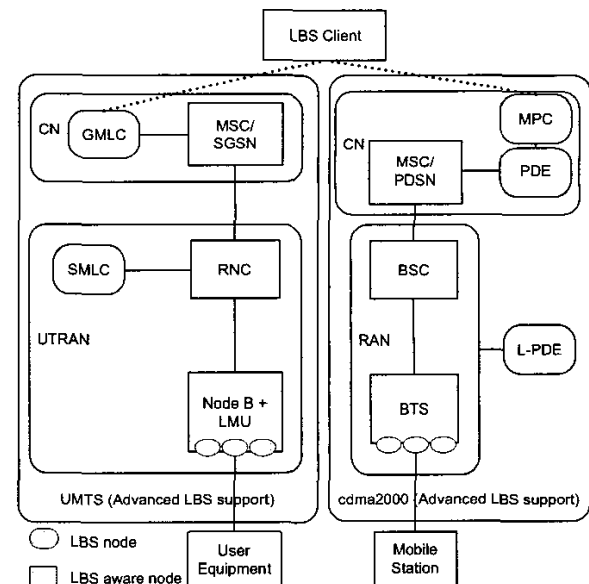 LBS Client
CN
GMLC
MSC/
SGSN
SMLC
RNC
UTRAN
Node B +
LMU
UMTS (Advanced LBS support)
MPC
CN
MSC/
PDSN
PDE
BSC
RAN
L-PDE
BTS
cdma2000 (Advanced LBS support)
LBS node
LBS aware node
User
Equipment
Mobile
Station